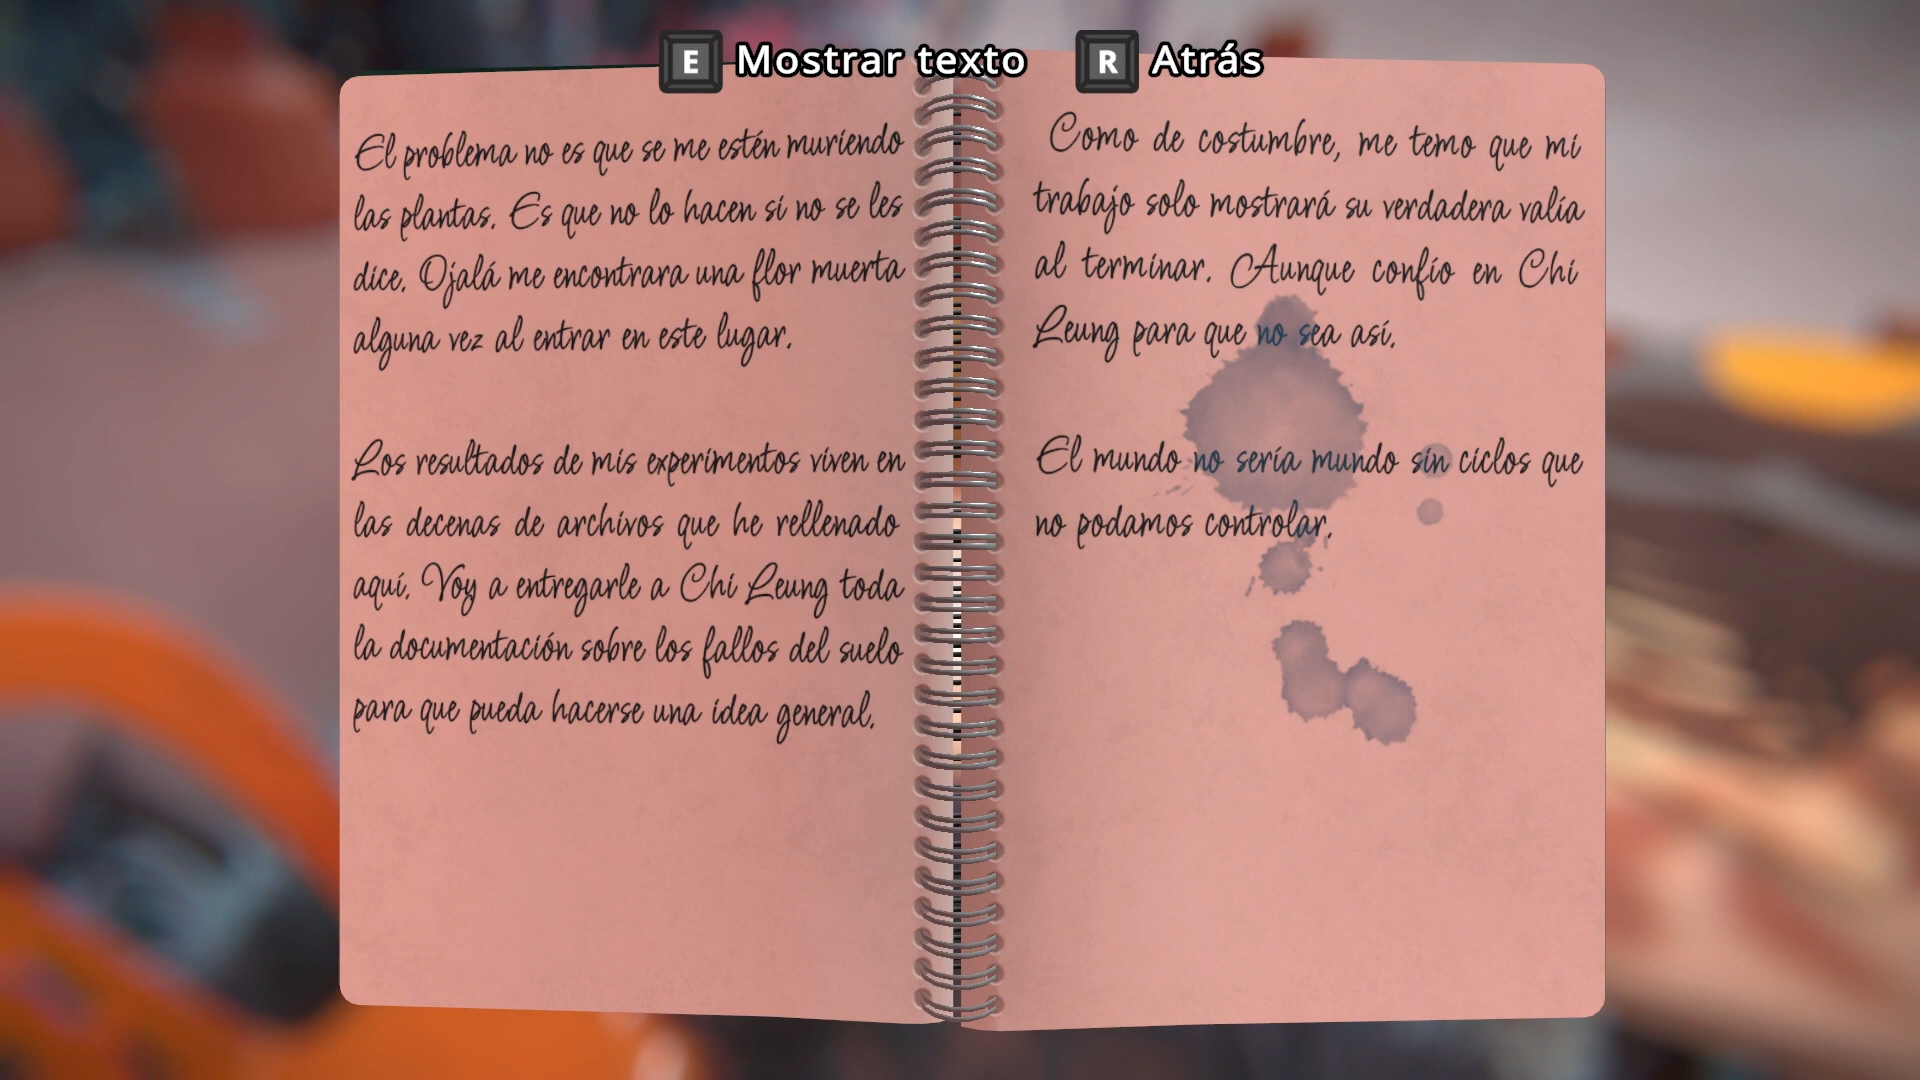 E Mostrar texto R Atrás
El problema no es que se me estén muriendo
las plantas. Es que no lo hacen si no se les
dice. Ojalá me encontrara una flor muerta
alguna vez al entrar en este lugar.
Los resultados de mis experimentos viven en
las decenas de archivos que he rellenado
aquí. Voy a entregarle a Chi Leung toda
la documentación sobre los fallos del suelo
para que pueda hacerse una idea general.
Como de costumbre, me temo que mi
trabajo solo mostrará su verdadera valía
al terminar. Aunque confío en Chi
Leung para que no sea así.
El mundo no sería mundo sin ciclos que
no podamos controlar.